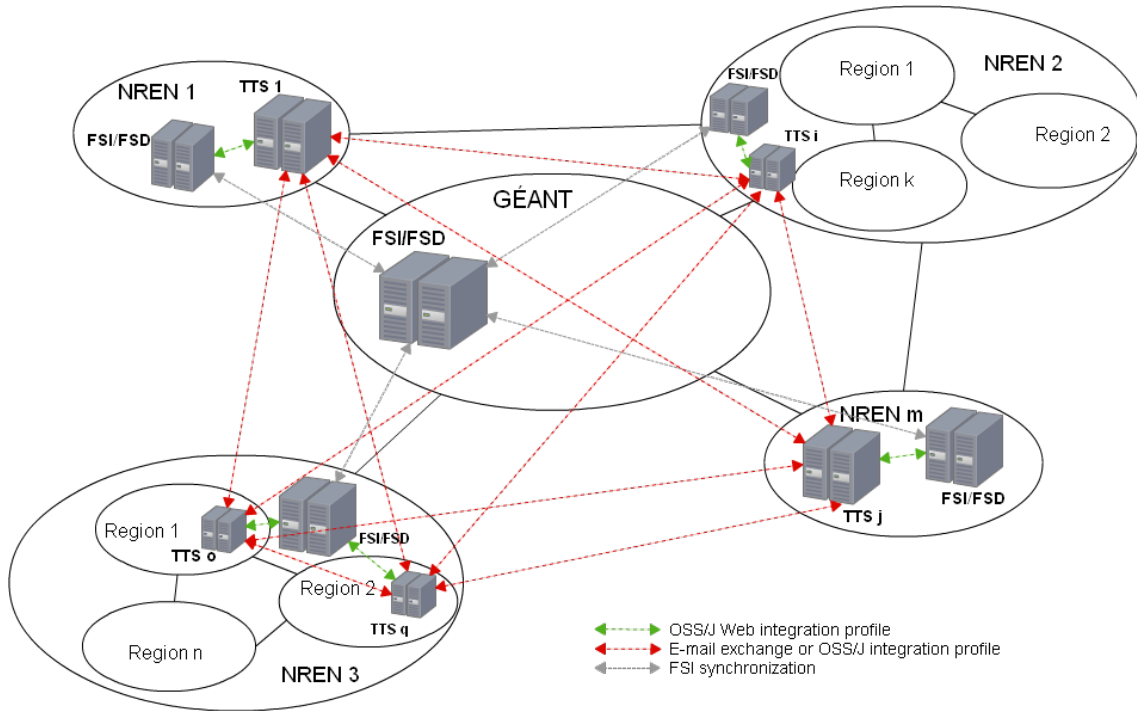 NREN 1
TTS 1
FSI/FSD
FSI/FSD
Region 1
NREN 2
Region 2
TTS i
Region k
GÉANT
FSI/FSD
NREN m
FSI/FSD
TTS j
Region 1
TTS o
FSI/FSD
Region 2
TTS q
Region n
NREN 3
OSS/J Web integration profile
E-mail exchange or OSS/J integration profile
FSI synchronization